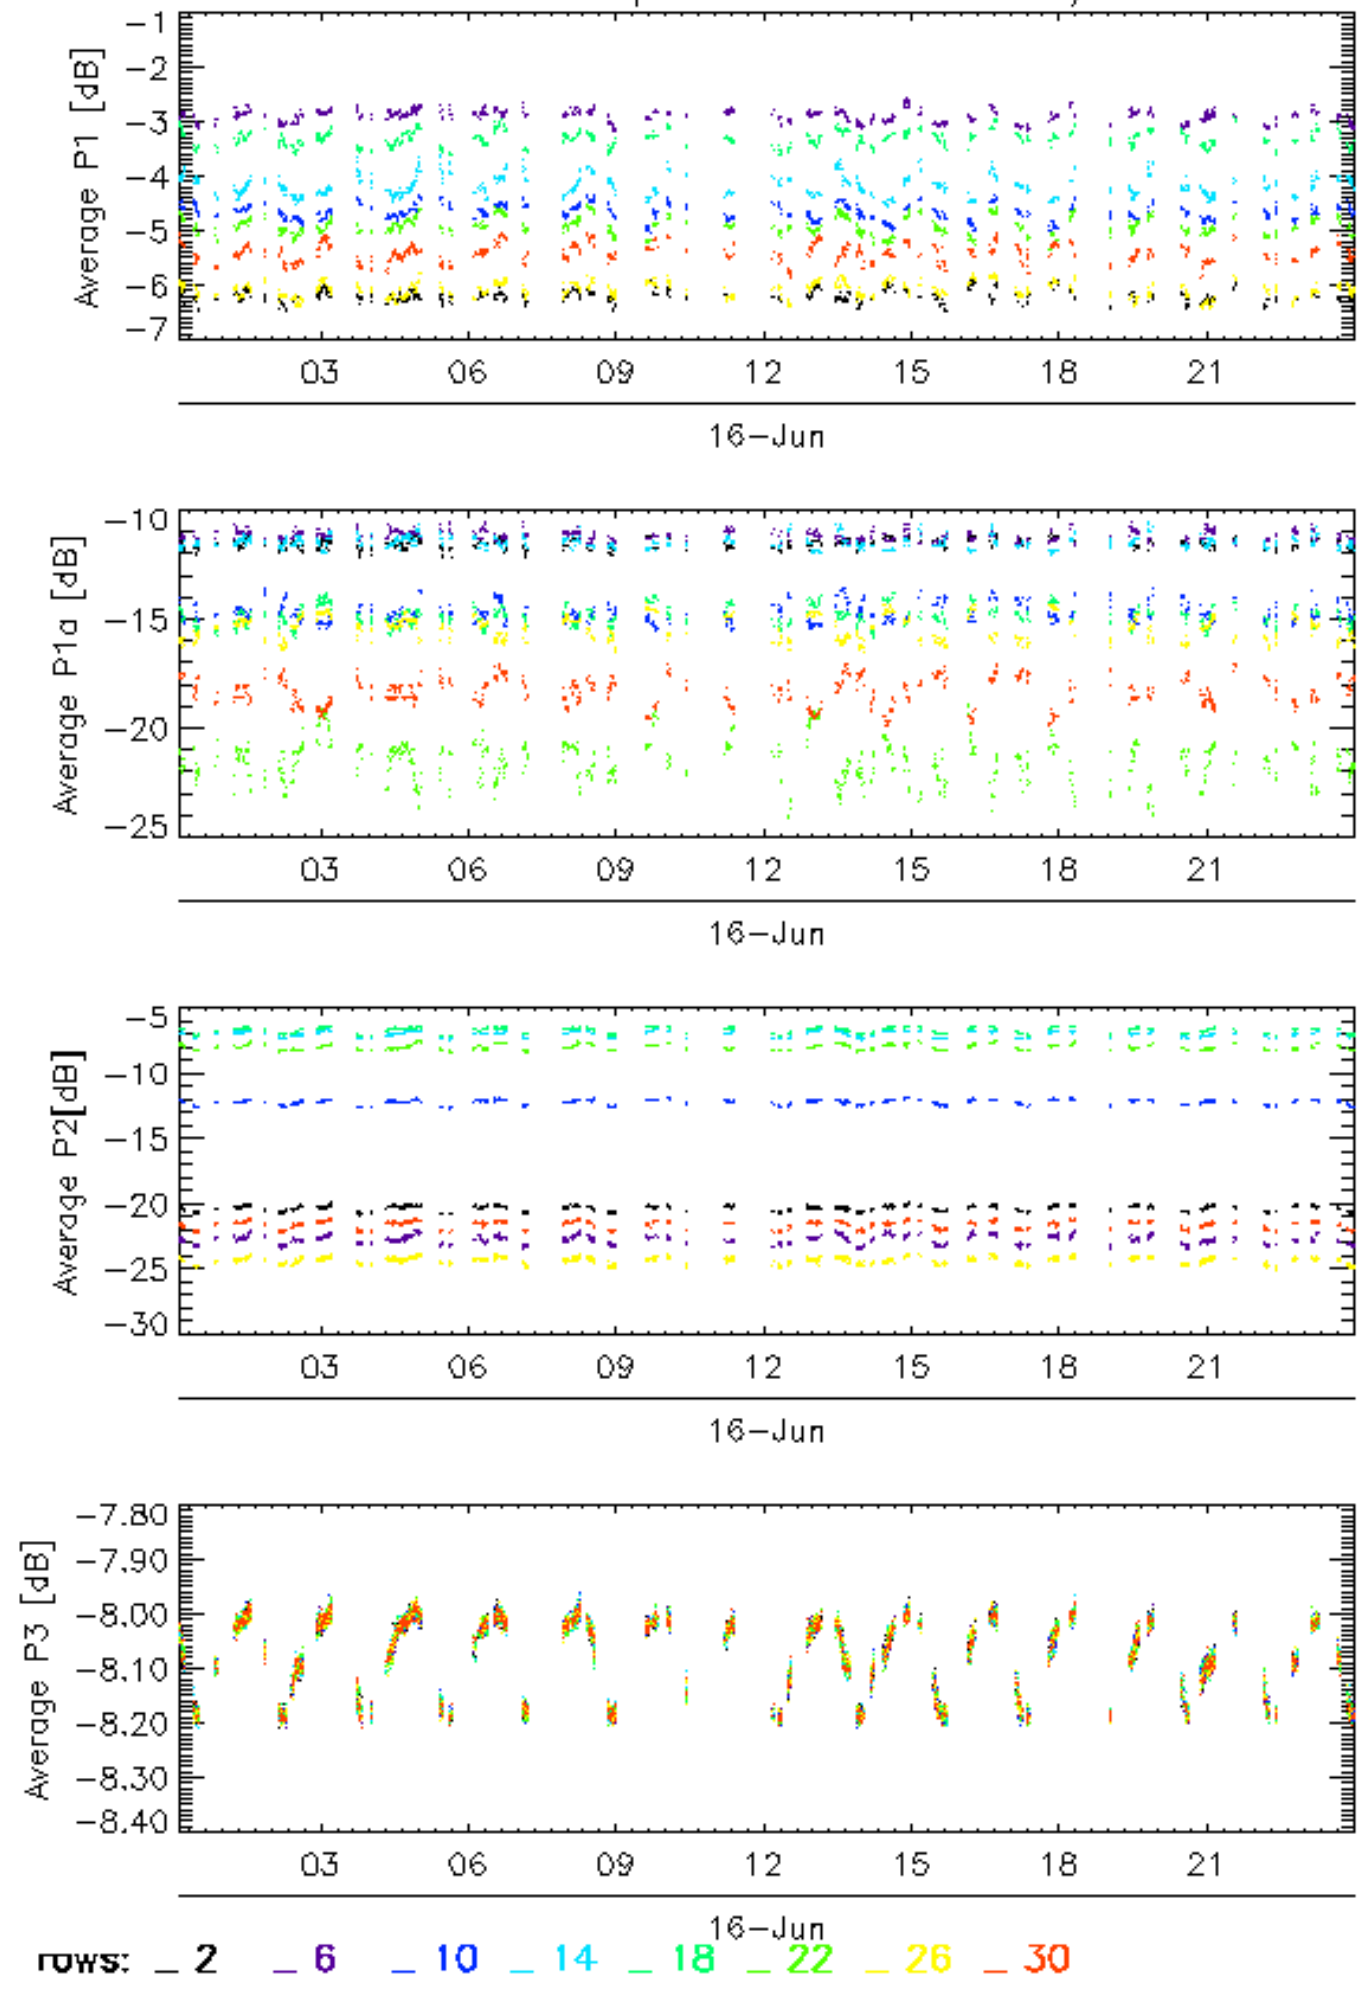 Average P1 [dB]
-1
-2
-3
-4
-5
-6
-7
03 06 09 12 15 18 21
16-Jun
Average P1a [dB]
-10
-15
-20
-25
03 06 09 12 15 18 21
16-Jun
Average P2[dB]
-5
-10
-15
-20
-25
-30
03 06 09 12 15 18 21
16-Jun
Average P3 [dB]
-7.80
-7.90
-8.00
-8.10
-8.20
-8.30
-8.40
03 06 09 12 15 18 21
16-Jun
rows: _ 2 _ 6 _ 10 _ 14 _ 18 _ 22 _ 26 _ 30